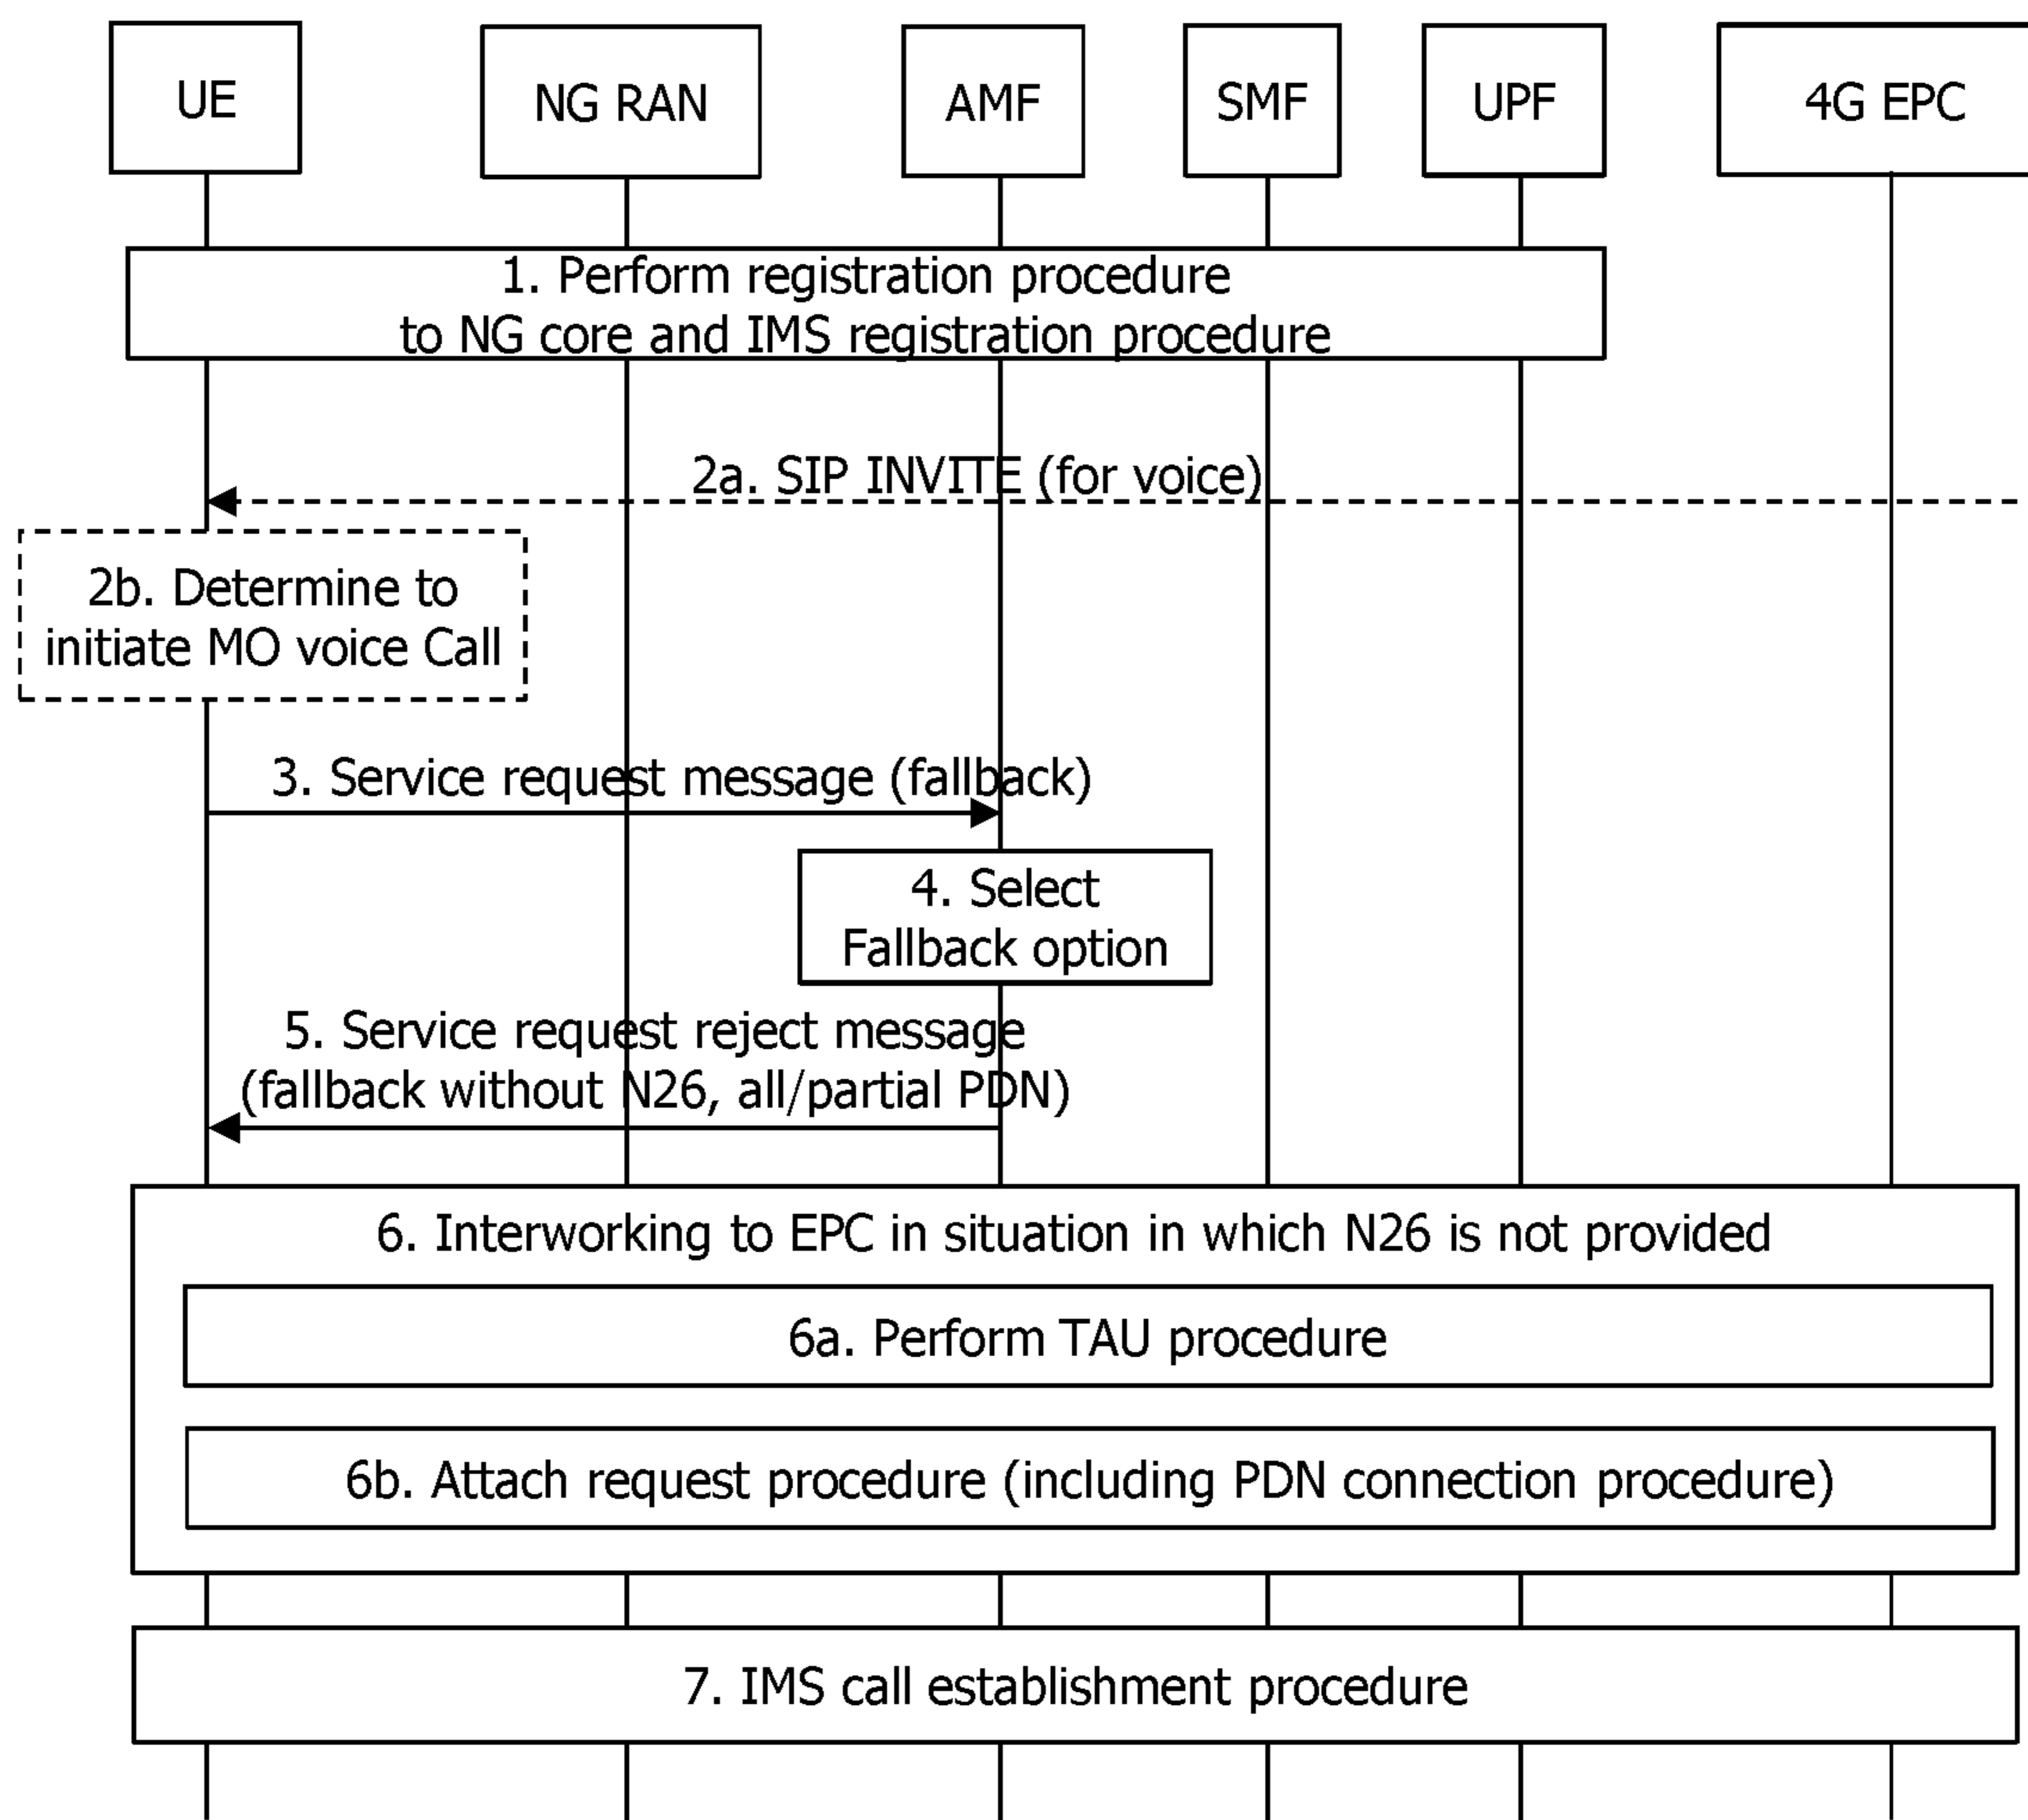 UE
NG RAN
AMF
SMF
UPF
4G EPC
1. Perform registration procedure
to NG core and IMS registration procedure
2a. SIP INVITE (for voice)
2b. Determine to
initiate MO voice Call
3. Service request message (fallback)
4. Select
Fallback option
5. Service request reject message
(fallback without N26, all/partial PDN)
6. Interworking to EPC in situation in which N26 is not provided
6a. Perform TAU procedure
6b. Attach request procedure (including PDN connection procedure)
7. IMS call establishment procedure